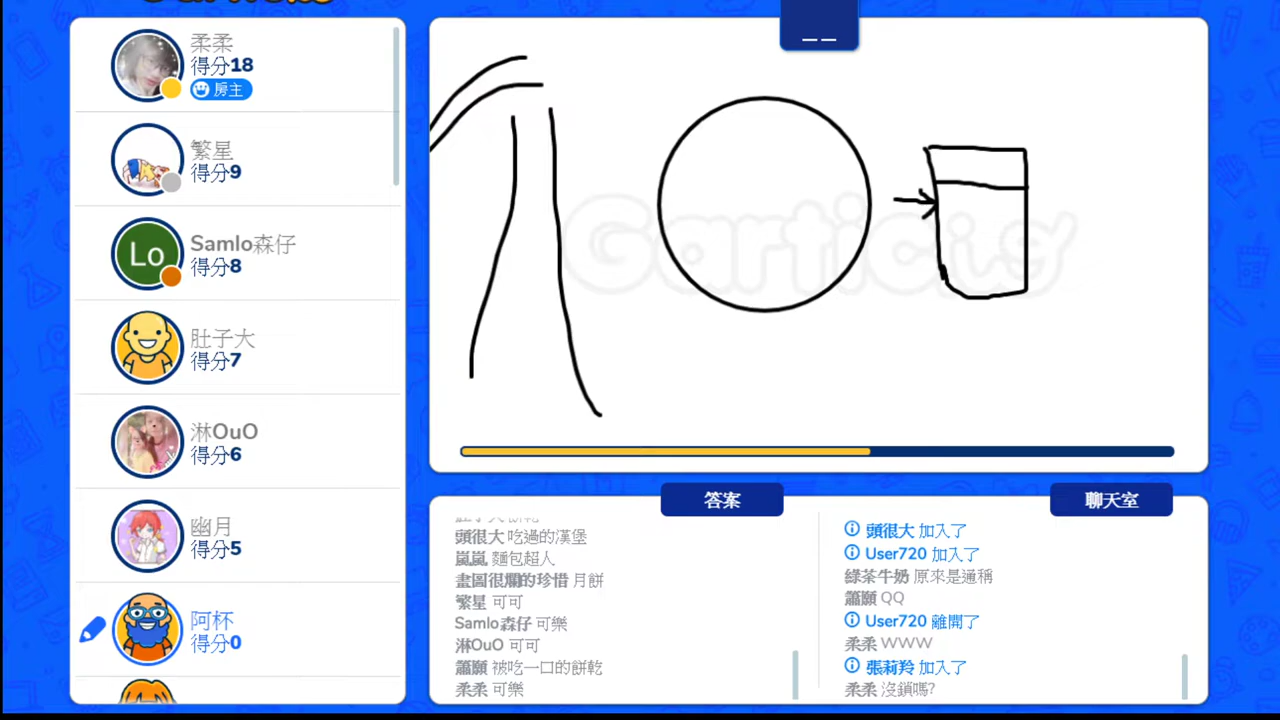 柔柔
得分18
房主
繁星
得分9
Lo
Samlo森仔
得分8
肚子大
得分7
淋OuO
得分6
幽月
得分5
阿杯
得分0
Garticis
答案
頭很大 吃過的漢堡
嵐嵐 麵包超人
畫圖很爛的珍惜 月餅
繁星 可可
Samlo森仔 可樂
淋OuO 可可
蕭願 被吃一口的餅乾
柔柔 可樂
聊天室
頭很大 加入了
User720 加入了
綠茶牛奶 原來是通稱
蕭願 QQ
User720 離開了
柔柔 WWW
張莉羚 加入了
柔柔 沒鎖嗎?